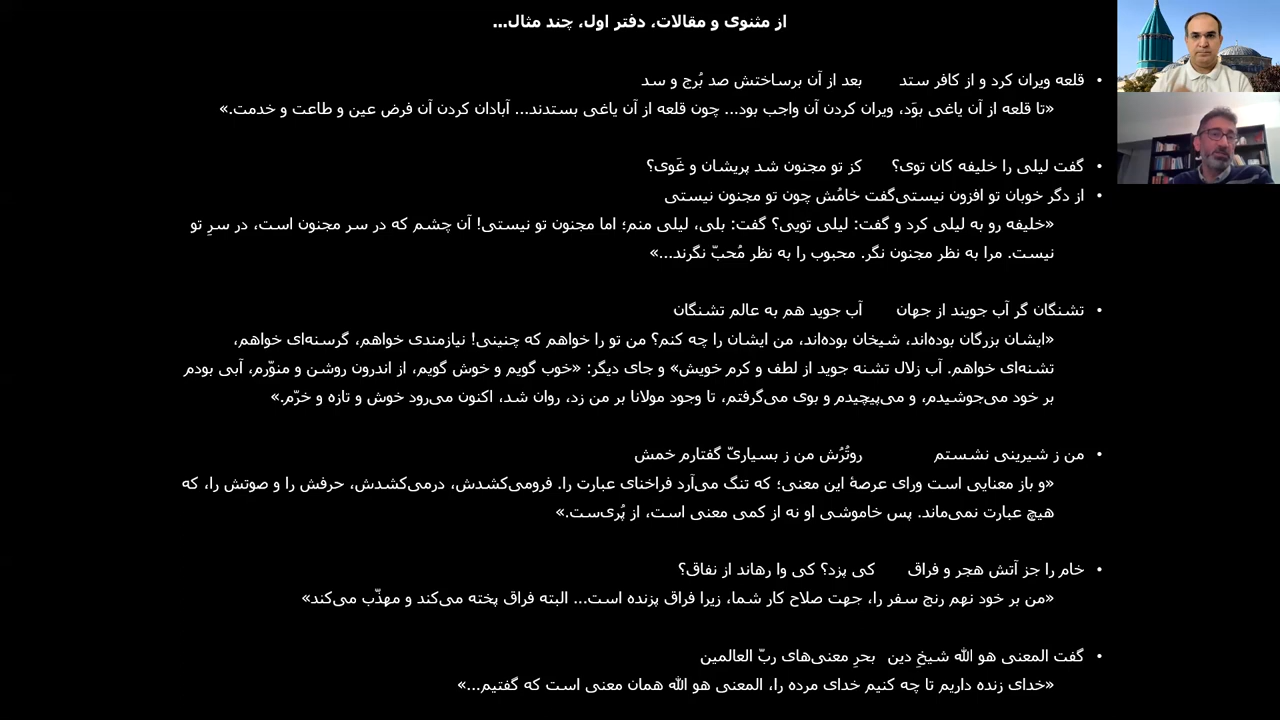 از مثنوی و مقالات، دفتر اول، چند مثال...
• قلعه ویران کرد و از کافر ستد بعد از آن برساختش صد بُرج و سد
«تا قلعه از آن یاغی بوَد، ویران کردن آن واجب بود... چون قلعه از آن یاغی بستدند... آبادان کردن آن فرض عین و طاعت و خدمت.»
• گفت لیلی را خلیفه کان توی؟ کز تو مجنون شد پریشان و غَوی؟
• از دگر خوبان تو افزون نیستی گفت خامُش چون تو مجنون نیستی
«خلیفه رو به لیلی کرد و گفت: لیلی تویی؟ گفت: بلی، لیلی منم؛ اما مجنون تو نیستی! آن چشم که در سر مجنون است، در سرِ تو
نیست. مرا به نظر مجنون نگر. محبوب را به نظر مُحبّ نگرند...»
• تشنگان گر آب جویند از جهان آب جوید هم به عالم تشنگان
«ایشان بزرگان بوده‌اند، شیخان بوده‌اند، من ایشان را چه کنم؟ من تو را خواهم که چنینی! نیازمندی خواهم، گرسنه‌ای خواهم،
تشنه‌ای خواهم. آب زلال تشنه جوید از لطف و کرم خویش» و جای دیگر: «خوب گویم و خوش گویم، از اندرون روشن و منوّرم، آبی بودم
بر خود می‌جوشیدم، و می‌پیچیدم و بوی می‌گرفتم، تا وجود مولانا بر من زد، روان شد، اکنون می‌رود خوش و تازه و خرّم.»
• من ز شیرینی نشستم روتُرُش من ز بسیاریّ گفتارم خمش
«و باز معنایی است ورای عرصهٔ این معنی؛ که تنگ می‌آرد فراخنای عبارت را. فرومی‌کشدش، درمی‌کشدش، حرفش را و صوتش را، که
هیچ عبارت نمی‌ماند. پس خاموشی او نه از کمی معنی است، از پُری‌ست.»
• خام را جز آتش هجر و فراق کی پزد؟ کی وا رهاند از نفاق؟
«من بر خود نهم رنج سفر را، جهت صلاح کار شما، زیرا فراق پزنده است... البته فراق پخته می‌کند و مهذّب می‌کند»
• گفت المعنی هو الله شیخِ دین بحرِ معنی‌های ربّ العالمین
«خدای زنده داریم تا چه کنیم خدای مرده را، المعنی هو الله همان معنی است که گفتیم...»